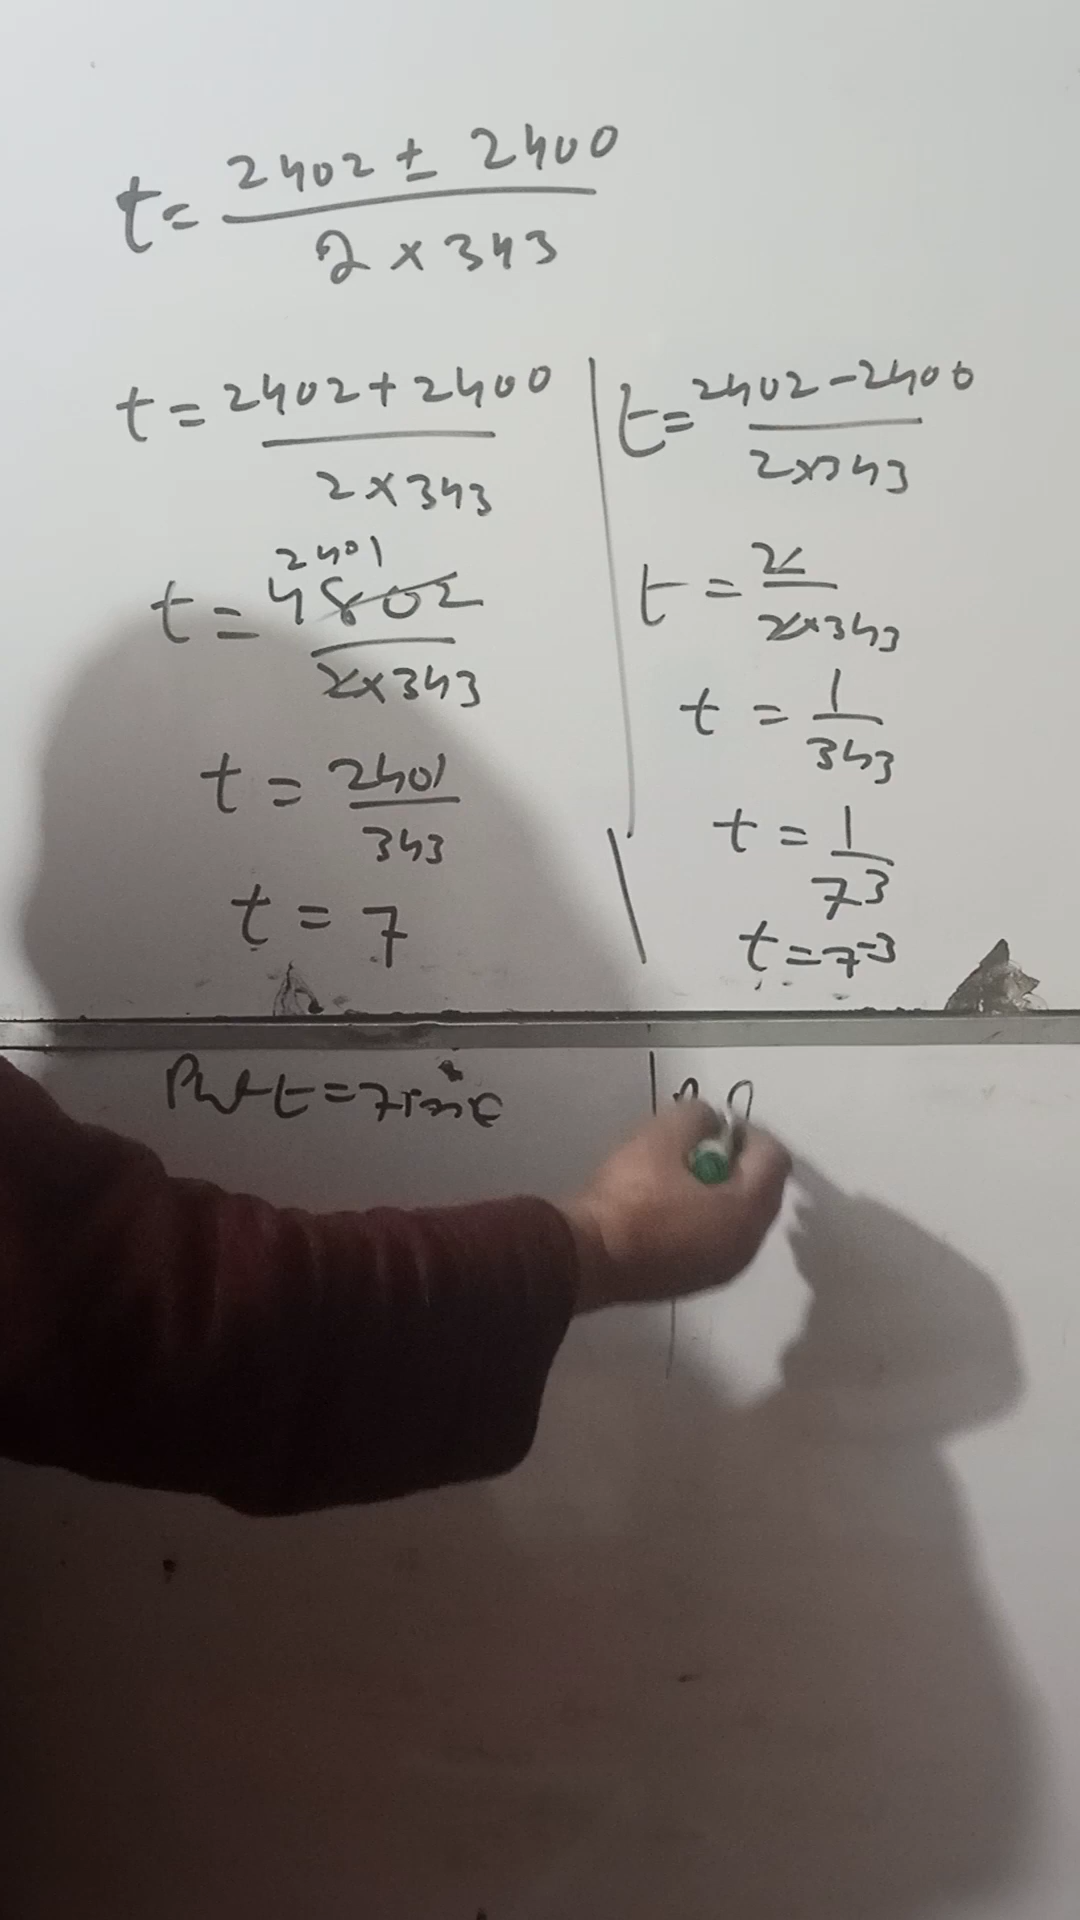 t = 2402 ± 2400
2 × 343
t = 2402 + 2400
2 × 343
2401
t = 4802
2×343
t = 2401
343
t = 7
t = 2402 - 2400
2×343
t = 2
2×343
t = 1
343
t = 1
7³
t = 7⁻³
Put t = 7 in e